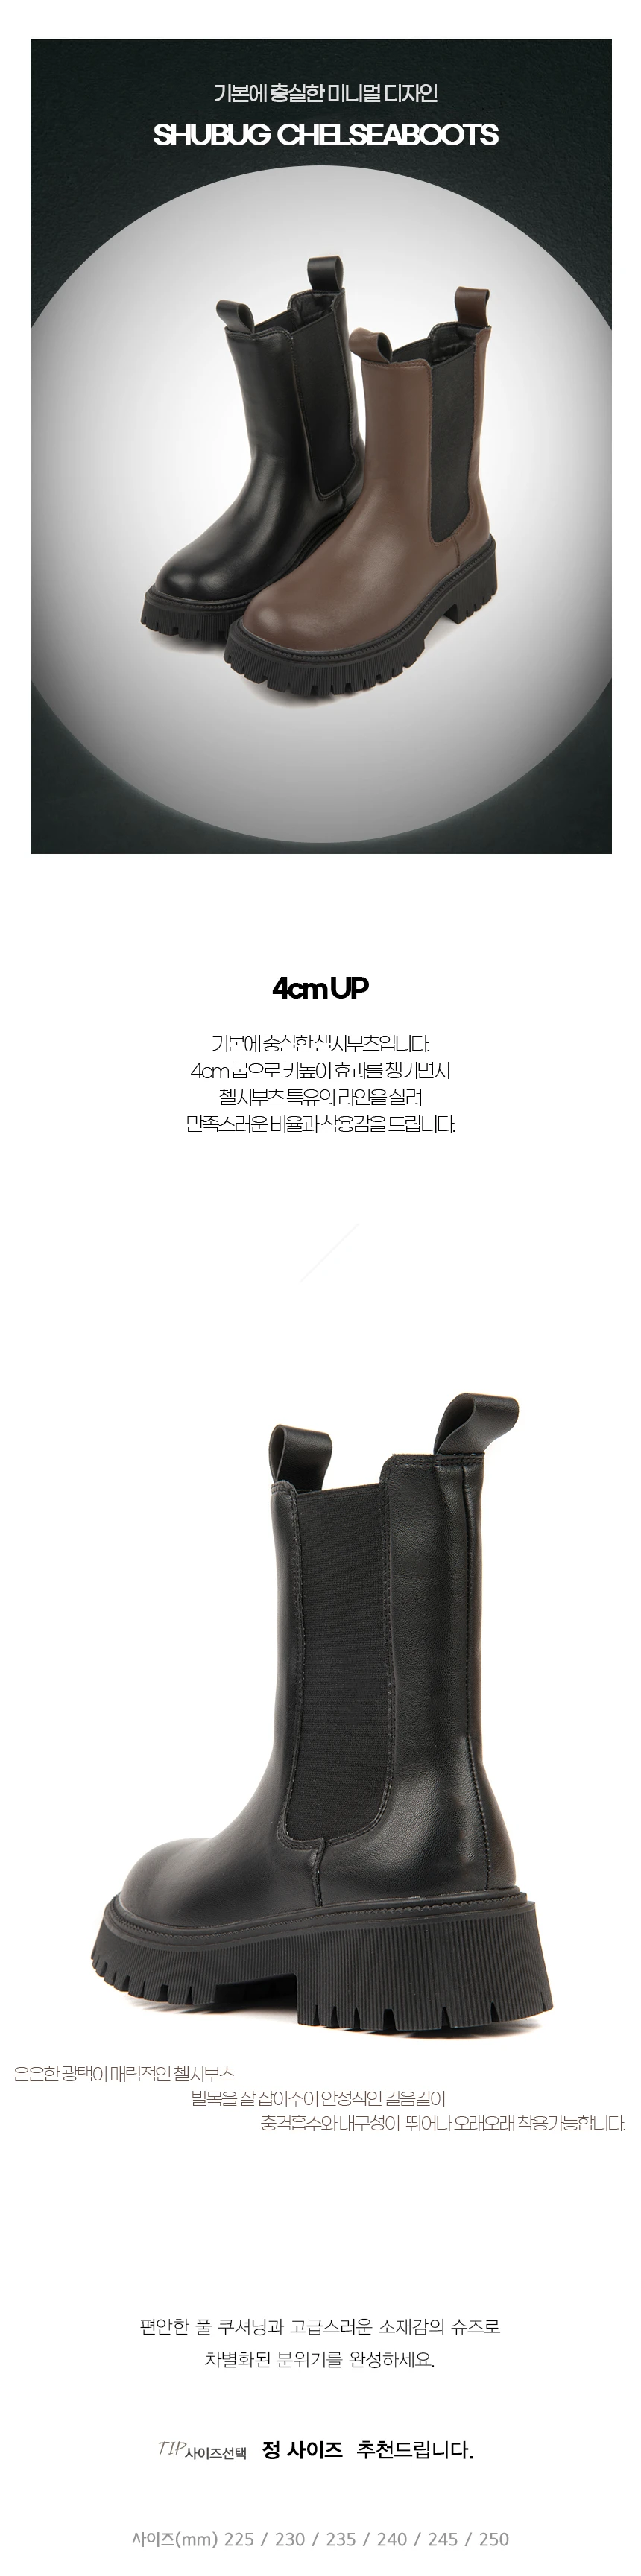 기본에 충실한 미니멀 디자인
SHUBUG CHELSEABOOTS
4cm UP
기본에 충실한 첼시부츠입니다.
4cm 굽으로 키높이 효과를 챙기면서
첼시부츠 특유의 라인을 살려
만족스러운 비율과 착용감을 드립니다.
은은한 광택이 매력적인 첼시부츠
발목을 잘 잡아주어 안정적인 걸음걸이
충격흡수와 내구성이 뛰어나 오래오래 착용가능합니다.
편안한 풀 쿠셔닝과 고급스러운 소재감의 슈즈로
차별화된 분위기를 완성하세요.
TIP 사이즈선택 정 사이즈 추천드립니다.
사이즈(mm) 225 / 230 / 235 / 240 / 245 / 250